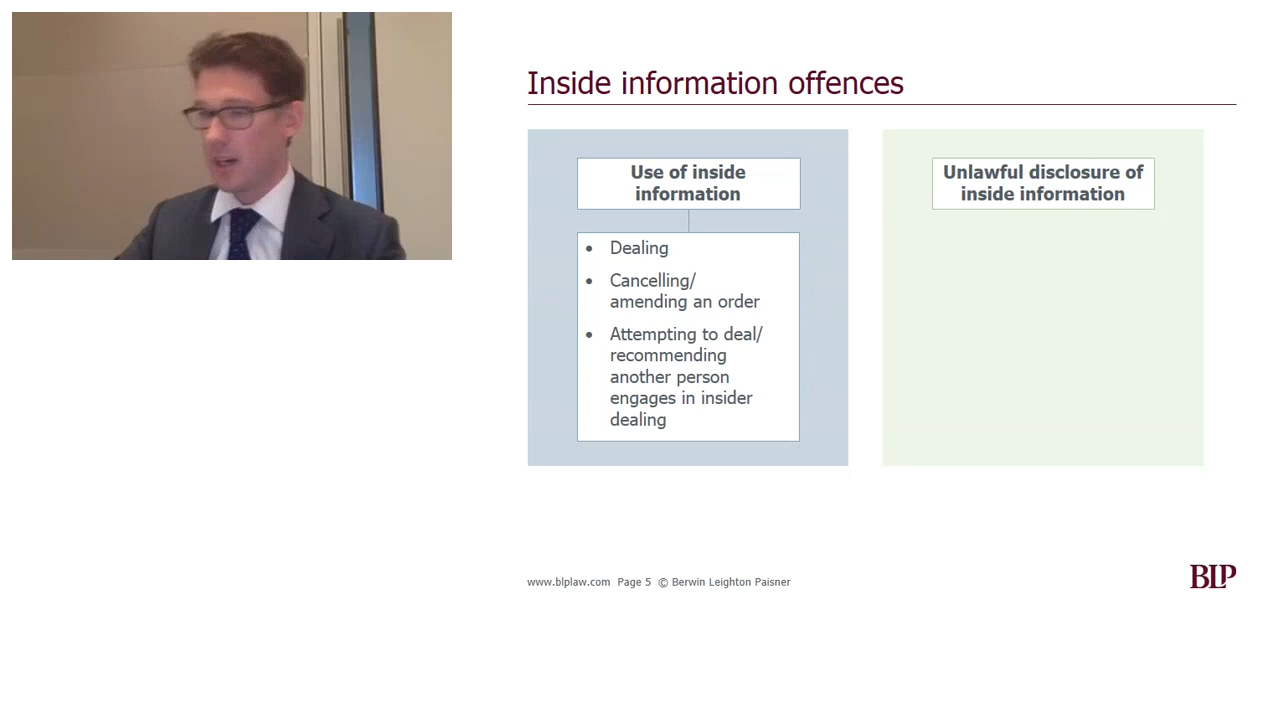 Inside information offences
Use of inside
information
• Dealing
• Cancelling/
amending an order
• Attempting to deal/
recommending
another person
engages in insider
dealing
Unlawful disclosure of
inside information
www.blplaw.com Page 5 © Berwin Leighton Paisner
BLP